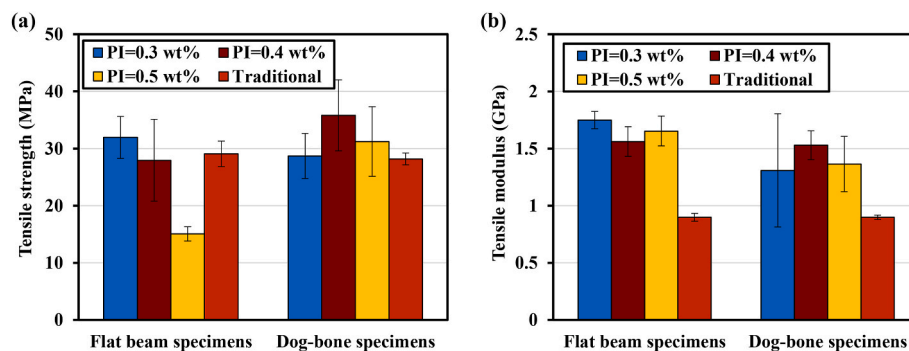 (a)
PI=0.3 wt% PI=0.4 wt%
PI=0.5 wt% Traditional
Tensile strength (MPa)
50
40
30
20
10
0
Flat beam specimens Dog-bone specimens
(b)
PI=0.3 wt% PI=0.4 wt%
PI=0.5 wt% Traditional
Tensile modulus (GPa)
2.5
2
1.5
1
0.5
0
Flat beam specimens Dog-bone specimens